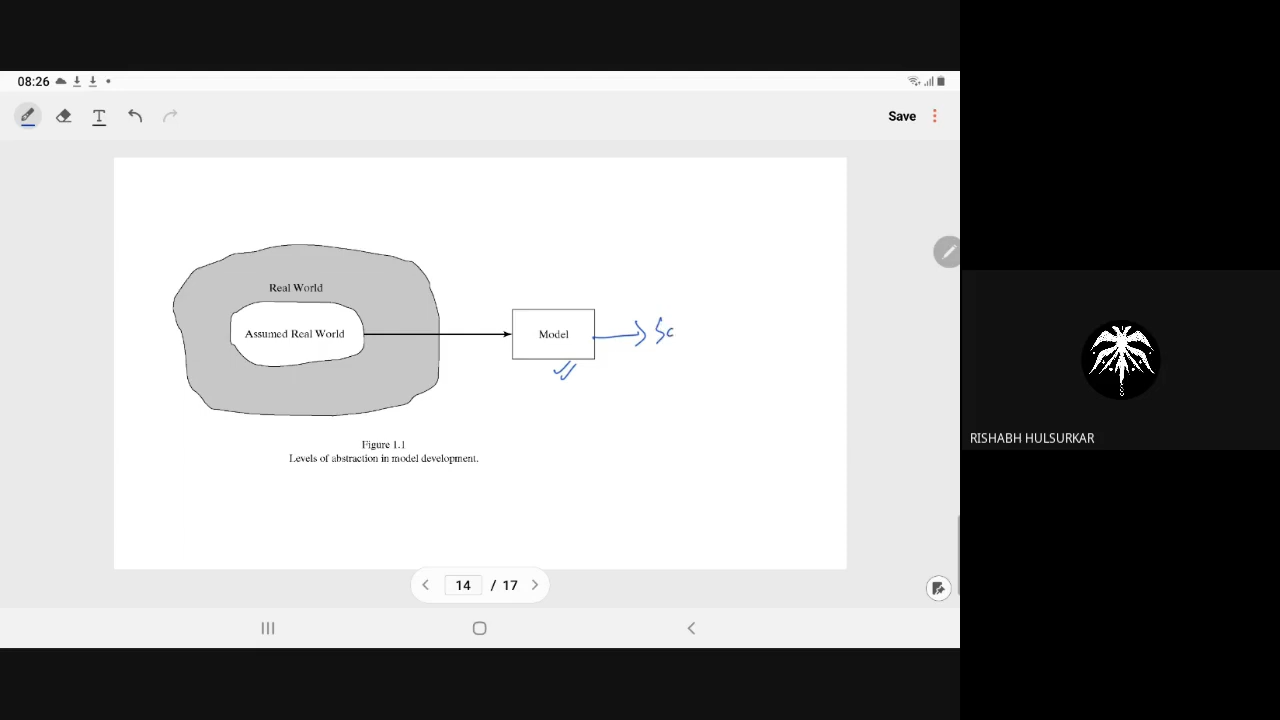 08:26
Save
Real World
Assumed Real World
Model
Figure 1.1
Levels of abstraction in model development.
14 / 17
RISHABH HULSURKAR